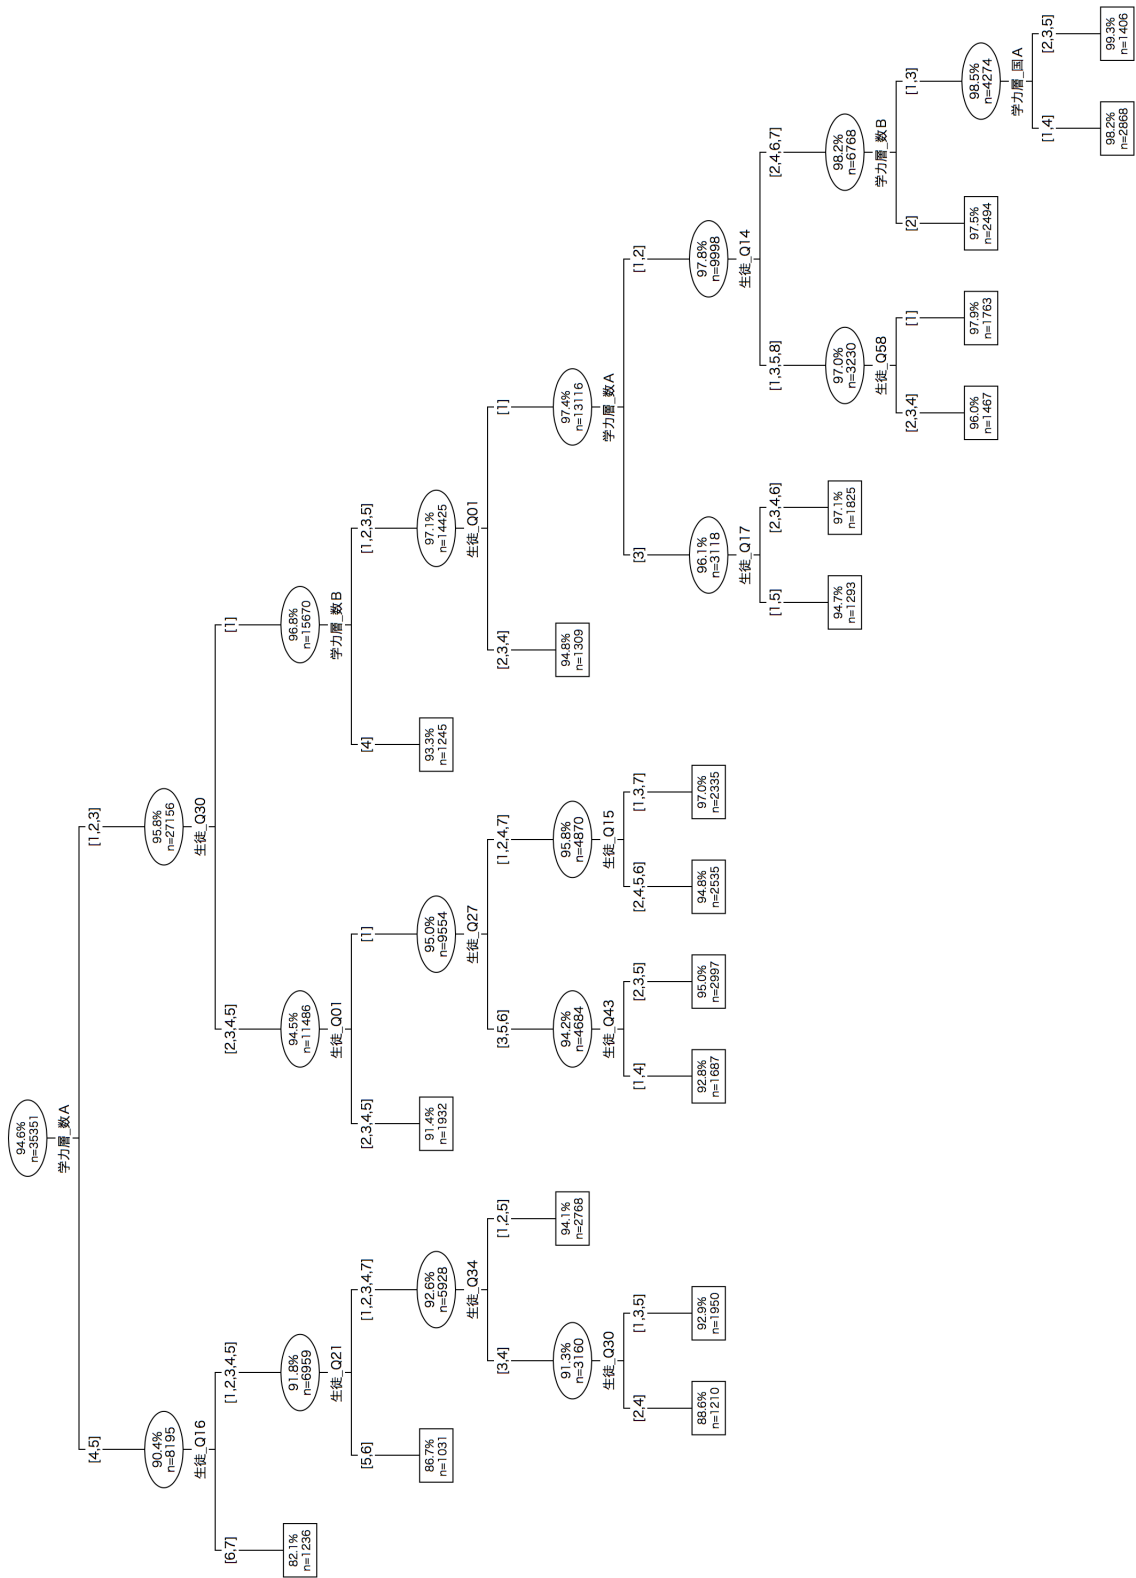 94.6%
n=35351
学力層_数A
[4,5]
[1,2,3]
90.4%
n=8195
生徒_Q16
95.8%
n=27156
生徒_Q30
[6,7]
[1,2,3,4,5]
[2,3,4,5]
[1]
82.1%
n=1236
91.8%
n=6959
生徒_Q21
94.5%
n=11486
生徒_Q01
96.8%
n=15670
学力層_数B
[5,6]
[1,2,3,4,7]
[2,3,4,5]
[1]
[4]
[1,2,3,5]
86.7%
n=1031
92.6%
n=5928
生徒_Q34
91.4%
n=1932
95.0%
n=9554
生徒_Q27
93.3%
n=1245
97.1%
n=14425
生徒_Q01
[3,4]
[1,2,5]
[3,5,6]
[1,2,4,7]
[2,3,4]
[1]
91.3%
n=3160
生徒_Q30
94.1%
n=2768
94.2%
n=4684
生徒_Q43
95.8%
n=4870
生徒_Q15
94.8%
n=1309
97.4%
n=13116
学力層_数A
[2,4]
[1,3,5]
[1,4]
[2,3,5]
[2,4,5,6]
[1,3,7]
[3]
[1,2]
88.6%
n=1210
92.9%
n=1950
92.8%
n=1687
95.0%
n=2997
94.8%
n=2535
97.0%
n=2335
96.1%
n=3118
生徒_Q17
97.8%
n=9998
生徒_Q14
[1,5]
[2,3,4,6]
[1,3,5,8]
[2,4,6,7]
94.7%
n=1293
97.1%
n=1825
97.0%
n=3230
生徒_Q58
98.2%
n=6768
学力層_数B
[2,3,4]
[1]
[2]
[1,3]
96.0%
n=1467
97.9%
n=1763
97.5%
n=2494
98.5%
n=4274
学力層_国A
[1,4]
[2,3,5]
98.2%
n=2868
99.3%
n=1406